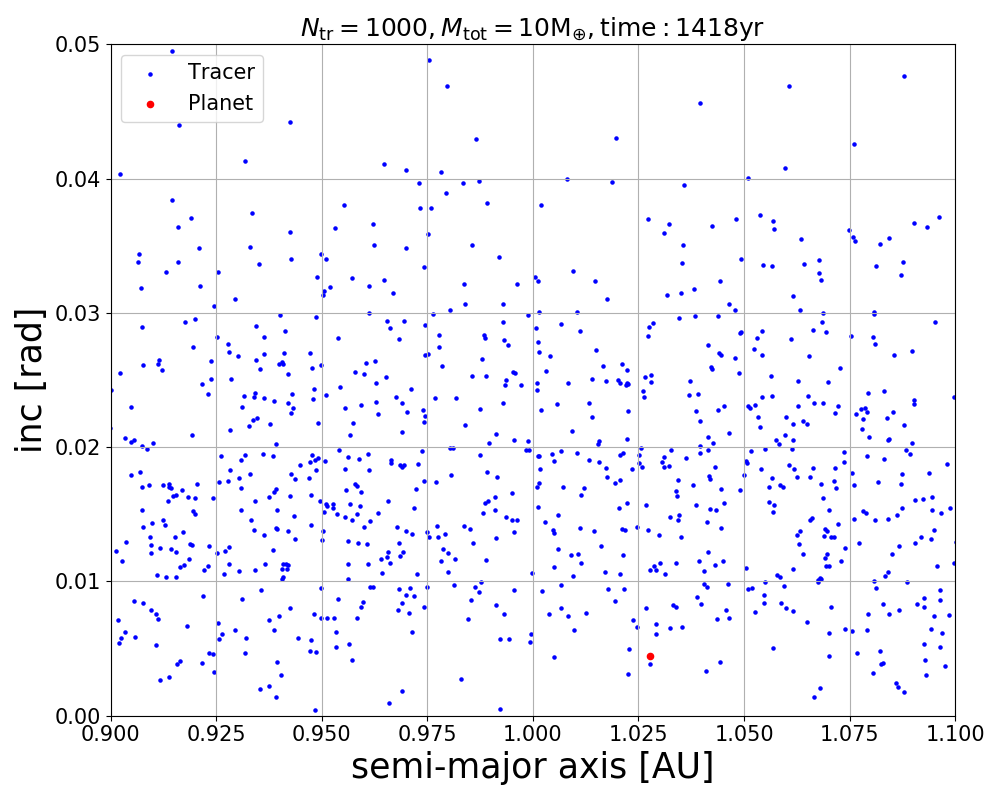 N_tr = 1000, M_tot = 10M_⊕, time : 1418yr
Tracer
Planet
0.05
0.04
0.03
0.02
0.01
0.00
inc [rad]
0.900 0.925 0.950 0.975 1.000 1.025 1.050 1.075 1.100
semi-major axis [AU]